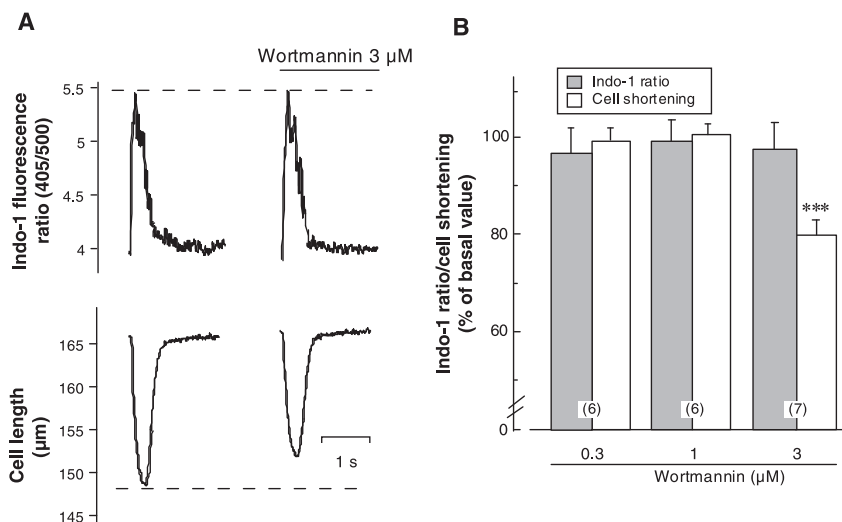 A
Wortmannin 3 µM
Indo-1 fluorescence
ratio (405/500)
5.5
5
4.5
4
Cell length
(µm)
165
160
155
150
145
1 s
B
Indo-1 ratio
Cell shortening
Indo-1 ratio/cell shortening
(% of basal value)
100
80
60
0
***
(6)
(6)
(7)
0.3
1
3
Wortmannin (µM)